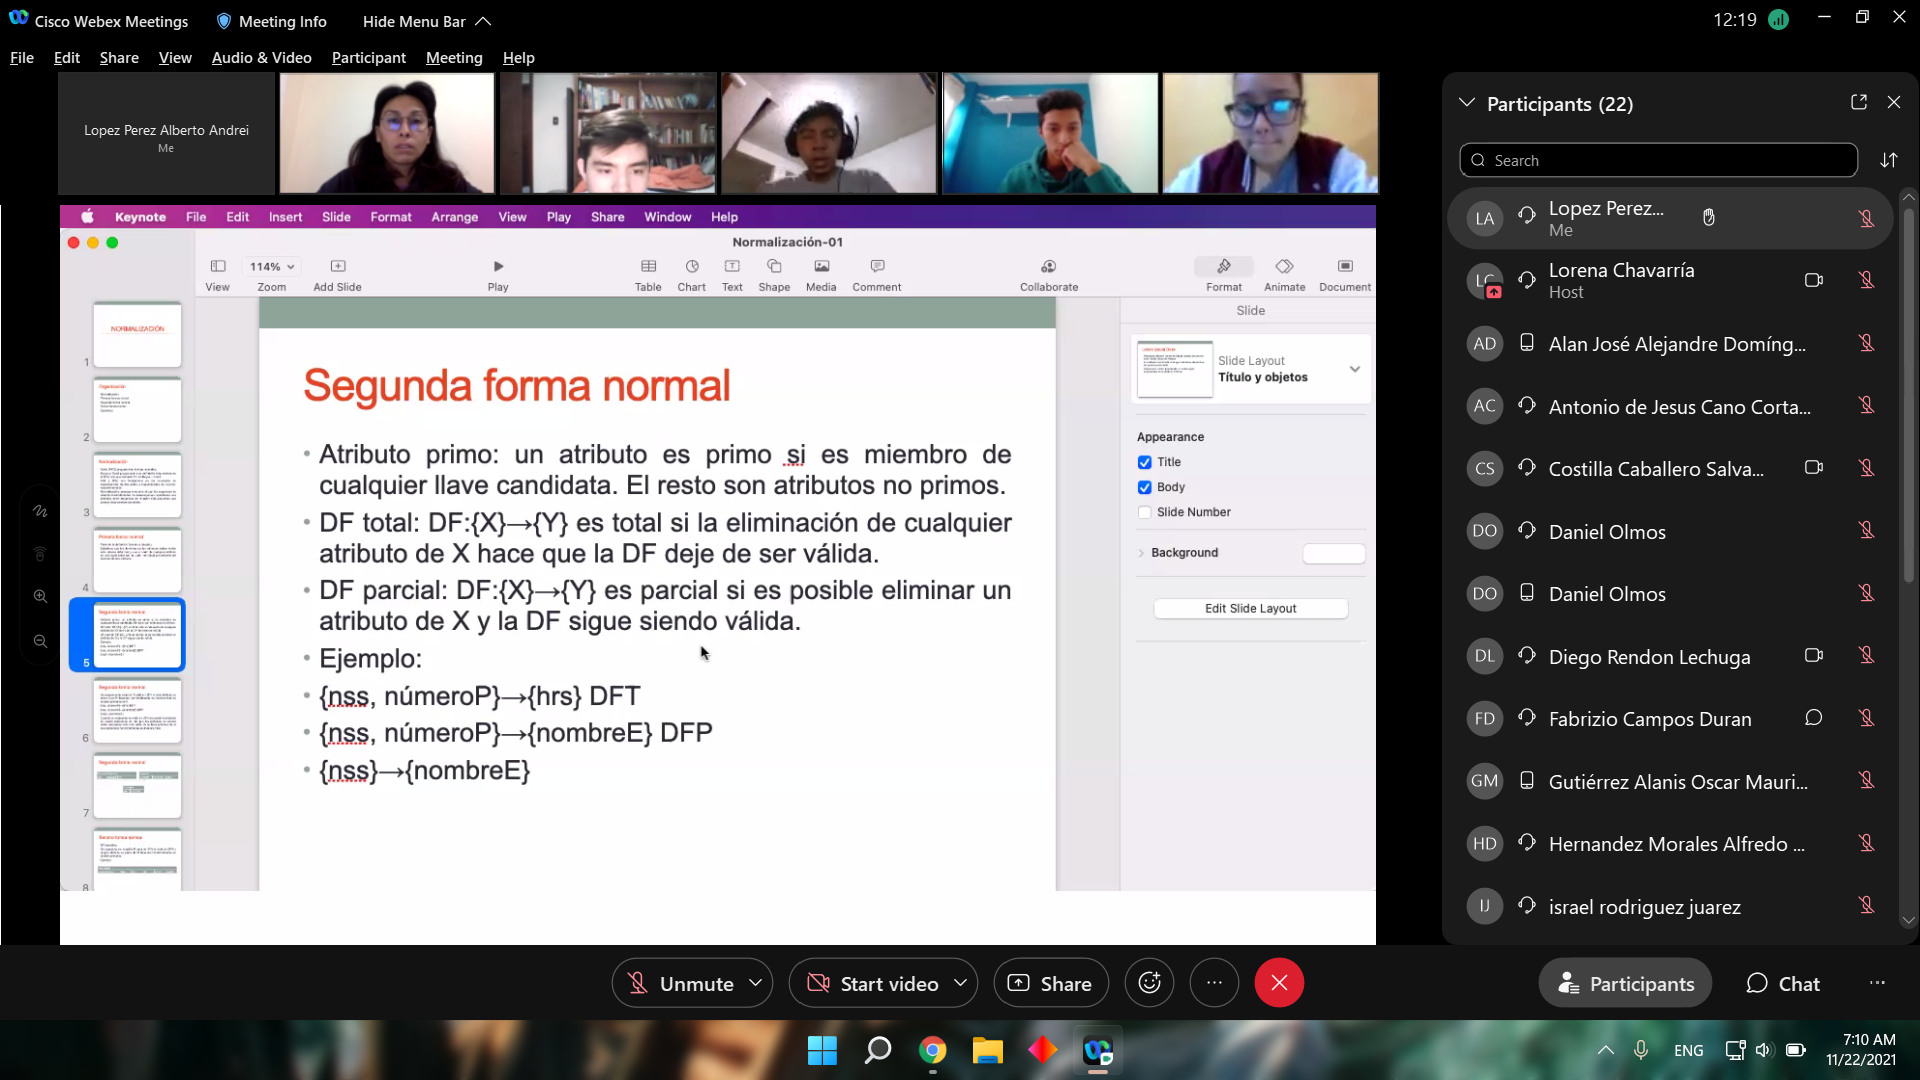 Cisco Webex Meetings
Meeting Info
Hide Menu Bar
12:19
File Edit Share View Audio & Video Participant Meeting Help
Lopez Perez Alberto Andrei
Me
Keynote File Edit Insert Slide Format Arrange View Play Share Window Help
Normalización-01
114%
View Zoom Add Slide Play Table Chart Text Shape Media Comment Collaborate Format Animate Document
NORMALIZACIÓN
1
2
3
4
5
6
7
8
Segunda forma normal
• Atributo primo: un atributo es primo si es miembro de
cualquier llave candidata. El resto son atributos no primos.
• DF total: DF:{X}→{Y} es total si la eliminación de cualquier
atributo de X hace que la DF deje de ser válida.
• DF parcial: DF:{X}→{Y} es parcial si es posible eliminar un
atributo de X y la DF sigue siendo válida.
• Ejemplo:
• {nss, númeroP}→{hrs} DFT
• {nss, númeroP}→{nombreE} DFP
• {nss}→{nombreE}
Slide
Slide Layout
Título y objetos
Appearance
Title
Body
Slide Number
Background
Edit Slide Layout
Participants (22)
Search
LA Lopez Perez...
Me
LC Lorena Chavarría
Host
AD Alan José Alejandre Domíng...
AC Antonio de Jesus Cano Corta...
CS Costilla Caballero Salva...
DO Daniel Olmos
DO Daniel Olmos
DL Diego Rendon Lechuga
FD Fabrizio Campos Duran
GM Gutiérrez Alanis Oscar Mauri...
HD Hernandez Morales Alfredo ...
IJ israel rodriguez juarez
Unmute
Start video
Share
Participants
Chat
ENG
7:10 AM
11/22/2021